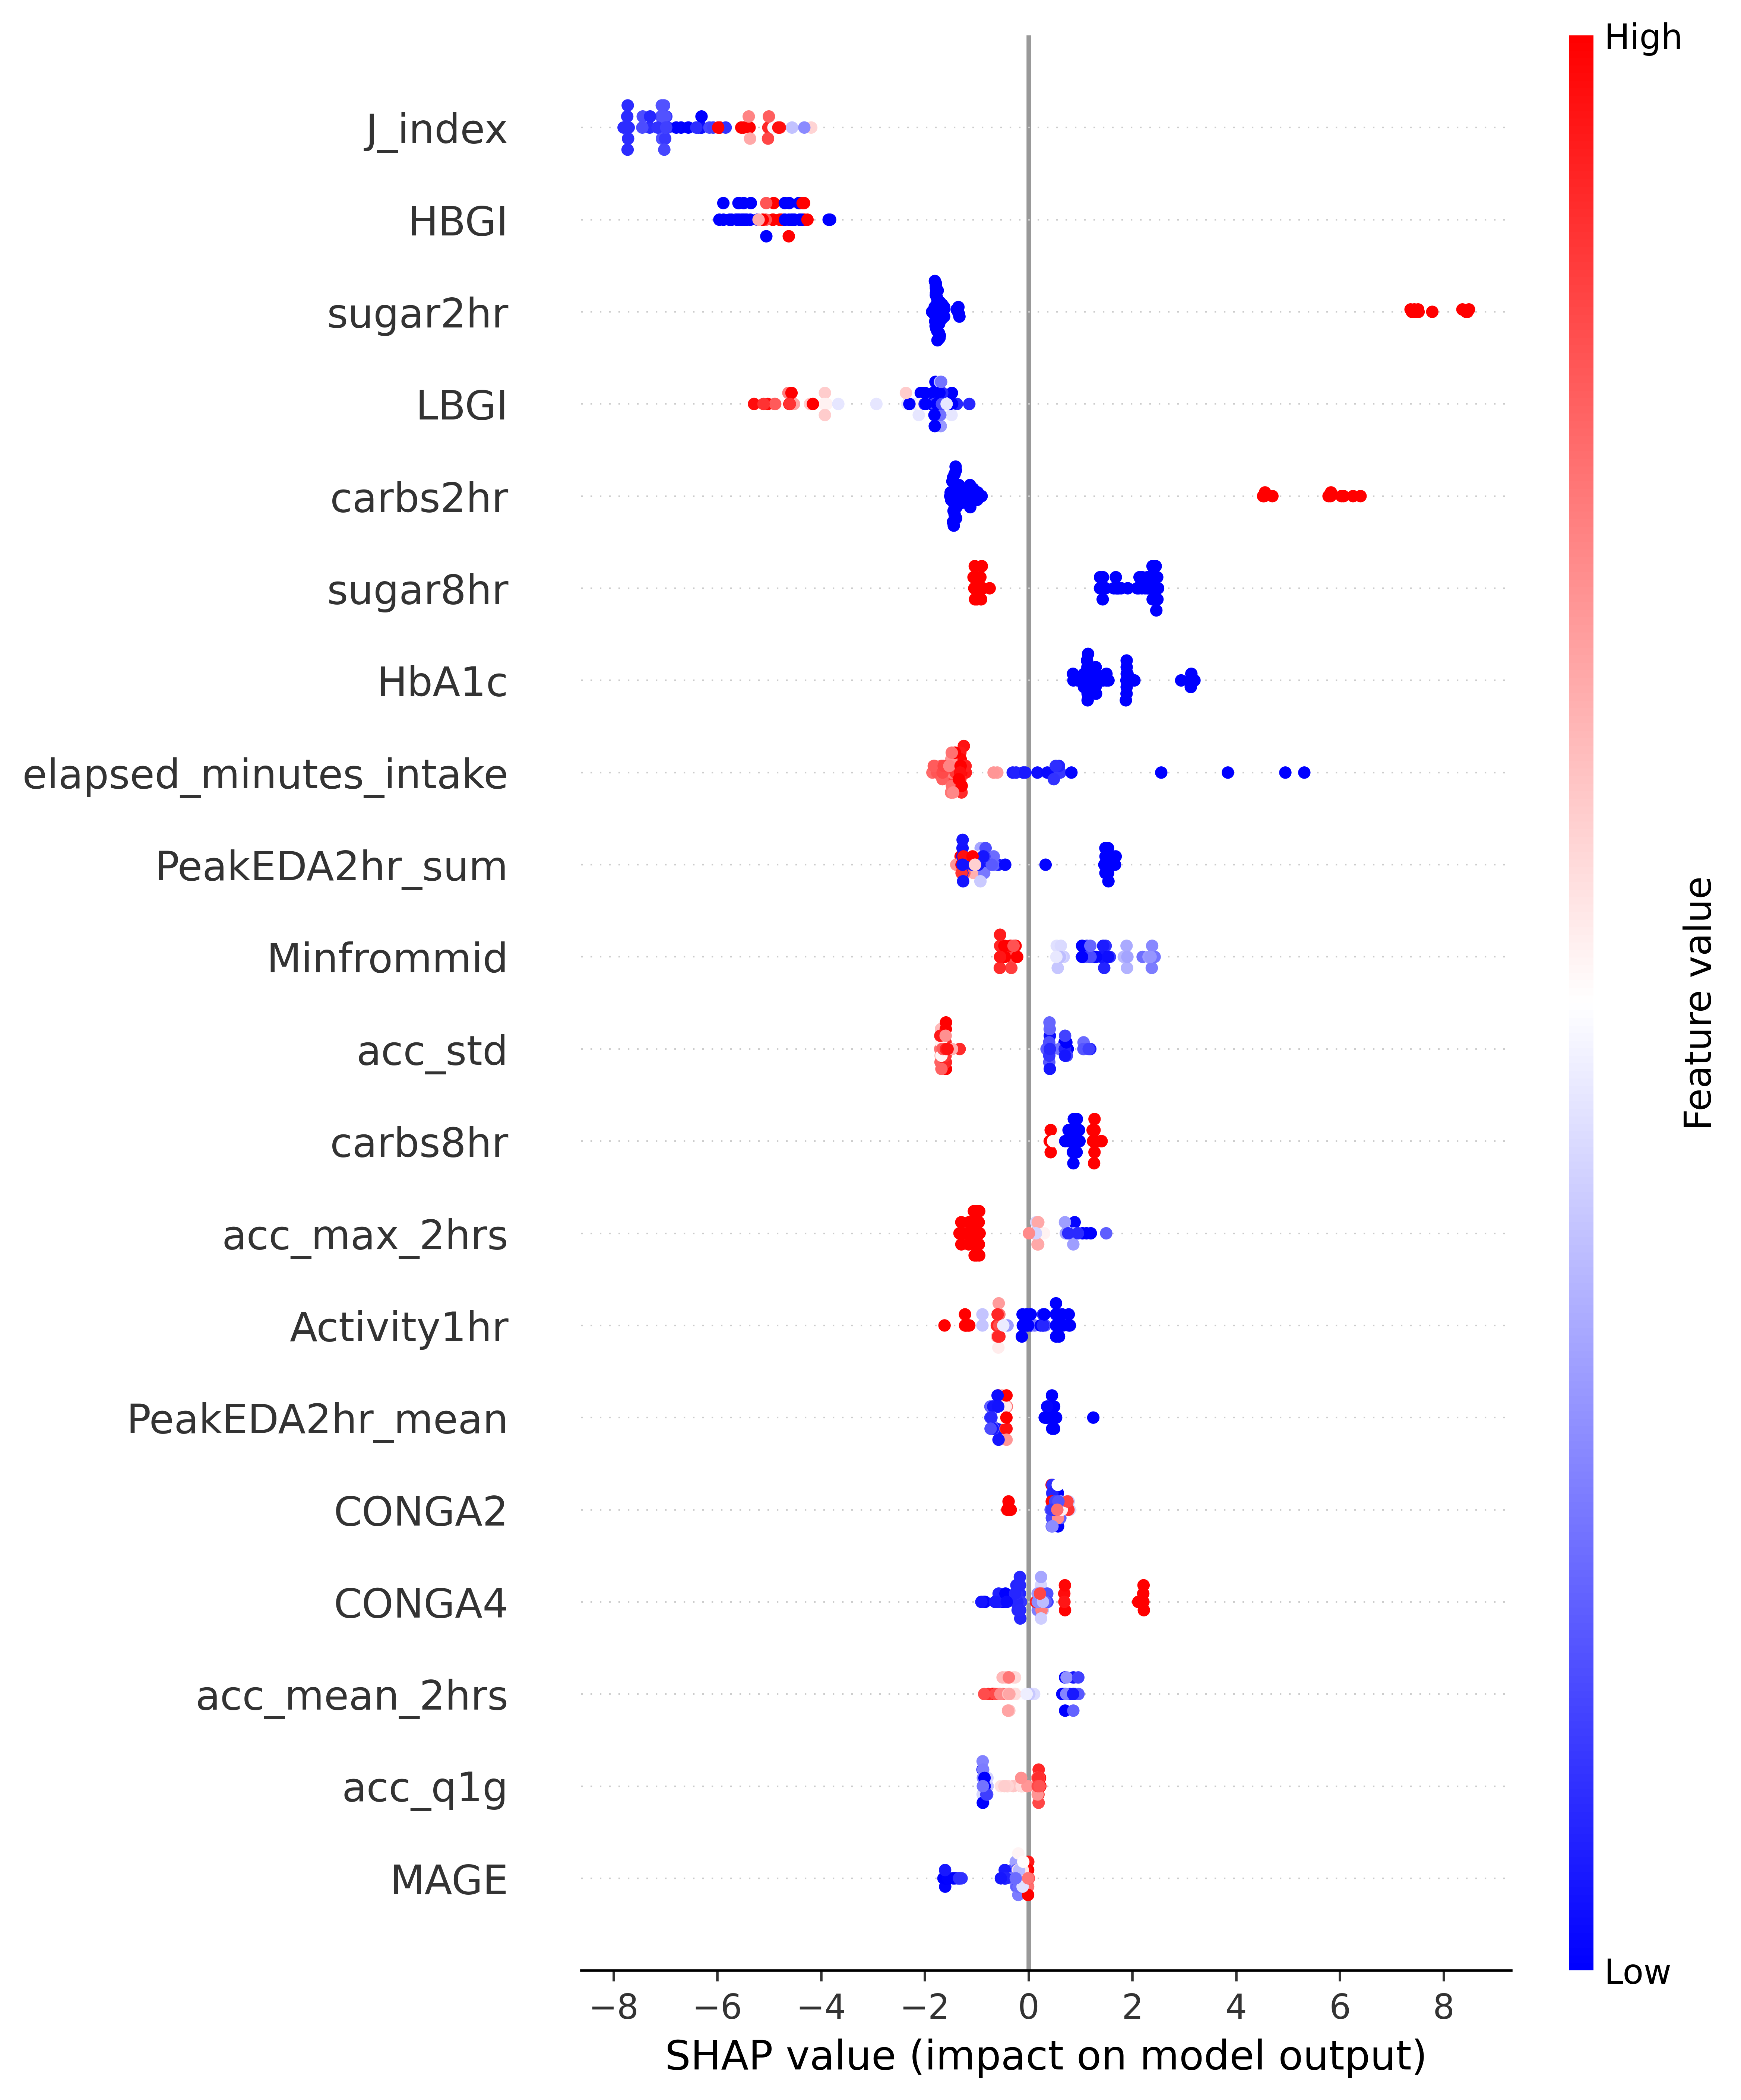 High
J_index
HBGI
sugar2hr
LBGI
carbs2hr
sugar8hr
HbA1c
elapsed_minutes_intake
PeakEDA2hr_sum
Minfrommid
acc_std
carbs8hr
acc_max_2hrs
Activity1hr
PeakEDA2hr_mean
CONGA2
CONGA4
acc_mean_2hrs
acc_q1g
MAGE
Feature value
Low
−8 −6 −4 −2 0 2 4 6 8
SHAP value (impact on model output)